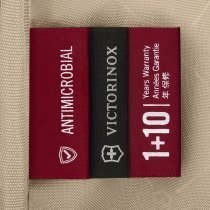 ANTIMICROBIAL
VICTORINOX
1+10
Years Warranty
Années Garantie
年 保修